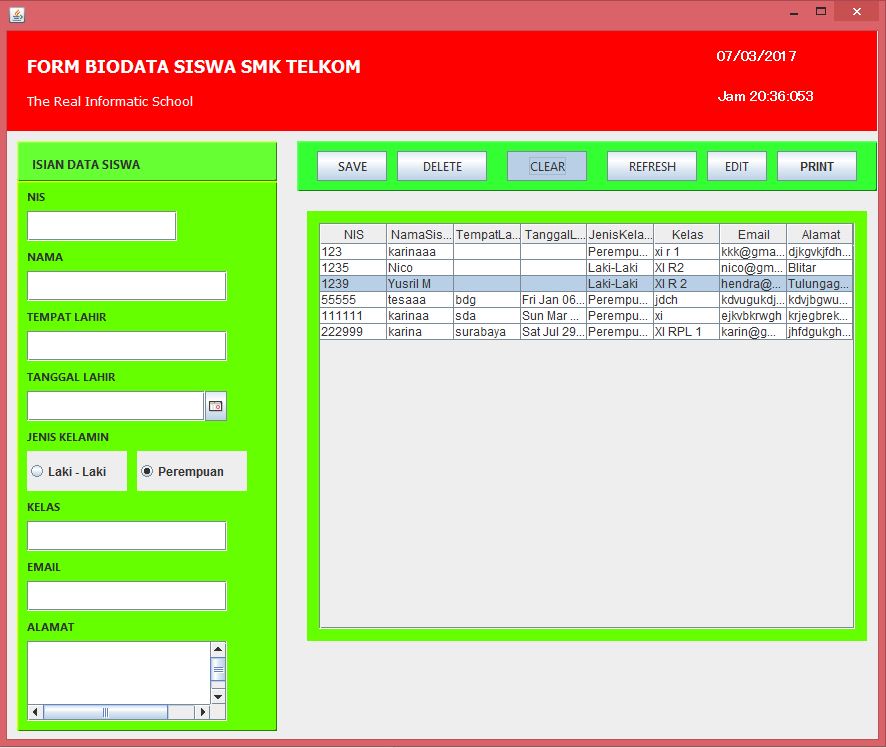 FORM BIODATA SISWA SMK TELKOM
The Real Informatic School
07/03/2017
Jam 20:36:053
ISIAN DATA SISWA
NIS
NAMA
TEMPAT LAHIR
TANGGAL LAHIR
JENIS KELAMIN
Laki - Laki Perempuan
KELAS
EMAIL
ALAMAT
SAVE DELETE CLEAR REFRESH EDIT PRINT
NIS NamaSis... TempatLa... TanggalL... JenisKela... Kelas Email Alamat
123 karinaaa Perempu... xi r 1 kkk@gma... djkgvkjfdh...
1235 Nico Laki-Laki XI R2 nico@gm... Blitar
1239 Yusril M Laki-Laki XI R 2 hendra@... Tulungag...
55555 tesaaa bdg Fri Jan 06... Perempu... jdch kdvugukdj... kdvjbgwu...
111111 karinaa sda Sun Mar ... Perempu... xi ejkvbkrwgh krjegbrek...
222999 karina surabaya Sat Jul 29... Perempu... XI RPL 1 karin@g... jhfdgukgh...